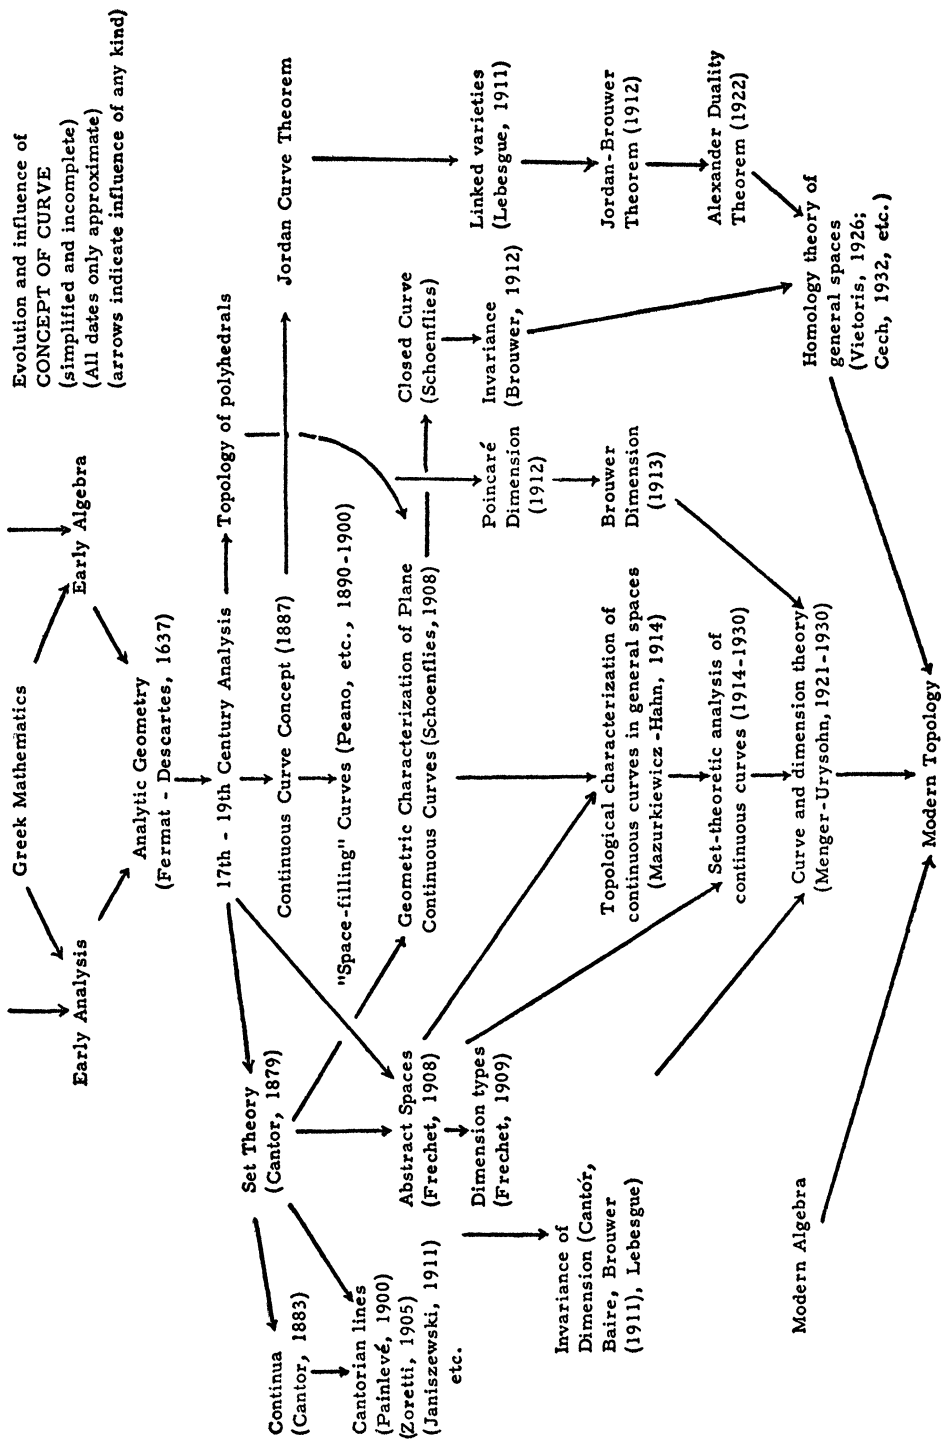 Evolution and influence of
CONCEPT OF CURVE
(simplified and incomplete)
(All dates only approximate)
(arrows indicate influence of any kind)
Greek Mathematics
Early Analysis
Early Algebra
Analytic Geometry
(Fermat - Descartes, 1637)
17th - 19th Century Analysis
Topology of polyhedrals
Set Theory
(Cantor, 1879)
Continuous Curve Concept (1887)
Jordan Curve Theorem
Continua
(Cantor, 1883)
"Space-filling" Curves (Peano, etc., 1890-1900)
Cantorian lines
(Painlevé, 1900)
(Zoretti, 1905)
(Janiszewski, 1911)
etc.
Abstract Spaces
(Frechet, 1908)
Geometric Characterization of Plane
Continuous Curves (Schoenflies, 1908)
Closed Curve
(Schoenflies)
Dimension types
(Frechet, 1909)
Poincaré
Dimension
(1912)
Invariance
(Brouwer, 1912)
Linked varieties
(Lebesgue, 1911)
Invariance of
Dimension (Cantor,
Baire, Brouwer
(1911), Lebesgue)
Topological characterization of
continuous curves in general spaces
(Mazurkiewicz -Hahn, 1914)
Brouwer
Dimension
(1913)
Jordan-Brouwer
Theorem (1912)
Set-theoretic analysis of
continuous curves (1914-1930)
Alexander Duality
Theorem (1922)
Modern Algebra
Curve and dimension theory
(Menger-Urysohn, 1921-1930)
Homology theory of
general spaces
(Vietoris, 1926;
Cech, 1932, etc.)
Modern Topology